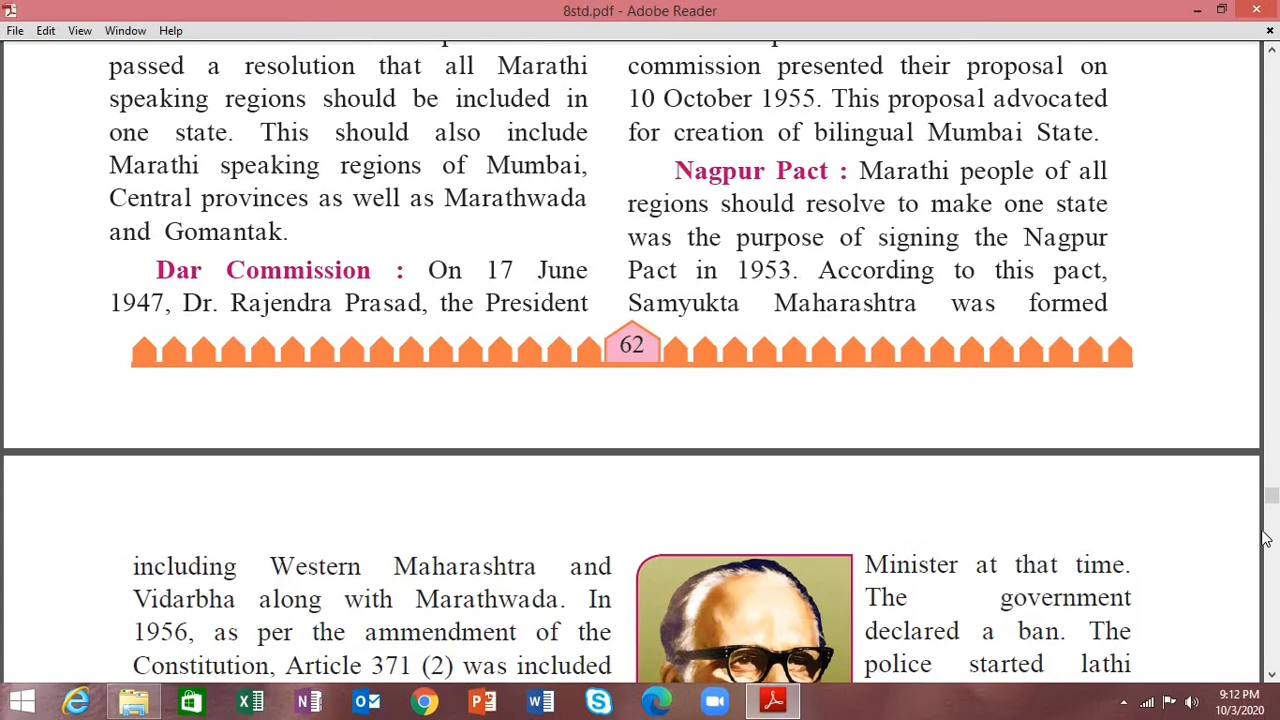 8std.pdf - Adobe Reader
File Edit View Window Help
passed a resolution that all Marathi
speaking regions should be included in
one state. This should also include
Marathi speaking regions of Mumbai,
Central provinces as well as Marathwada
and Gomantak.
Dar Commission : On 17 June
1947, Dr. Rajendra Prasad, the President
commission presented their proposal on
10 October 1955. This proposal advocated
for creation of bilingual Mumbai State.
Nagpur Pact : Marathi people of all
regions should resolve to make one state
was the purpose of signing the Nagpur
Pact in 1953. According to this pact,
Samyukta Maharashtra was formed
62
including Western Maharashtra and
Vidarbha along with Marathwada. In
1956, as per the ammendment of the
Constitution, Article 371 (2) was included
Minister at that time.
The government
declared a ban. The
police started lathi
9:12 PM
10/3/2020